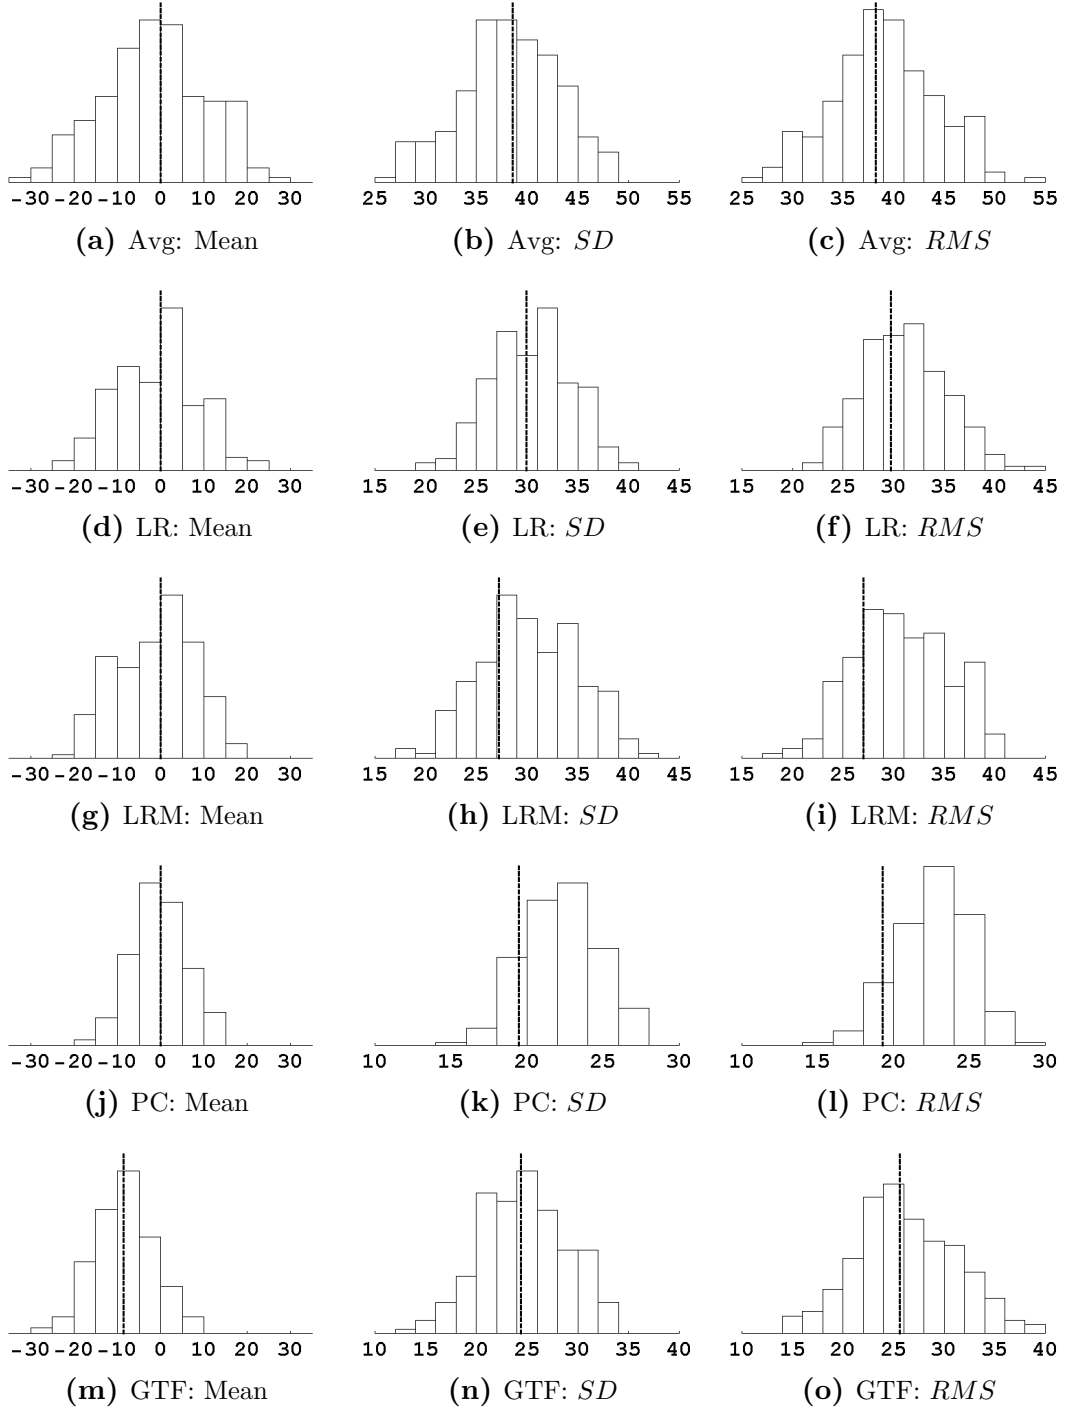 -30 -20 -10 0 10 20 30 25 30 35 40 45 50 55 25 30 35 40 45 50 55
(a) Avg: Mean (b) Avg: SD (c) Avg: RMS
-30 -20 -10 0 10 20 30 15 20 25 30 35 40 45 15 20 25 30 35 40 45
(d) LR: Mean (e) LR: SD (f) LR: RMS
-30 -20 -10 0 10 20 30 15 20 25 30 35 40 45 15 20 25 30 35 40 45
(g) LRM: Mean (h) LRM: SD (i) LRM: RMS
-30 -20 -10 0 10 20 30 10 15 20 25 30 10 15 20 25 30
(j) PC: Mean (k) PC: SD (l) PC: RMS
-30 -20 -10 0 10 20 30 10 15 20 25 30 35 40 10 15 20 25 30 35 40
(m) GTF: Mean (n) GTF: SD (o) GTF: RMS